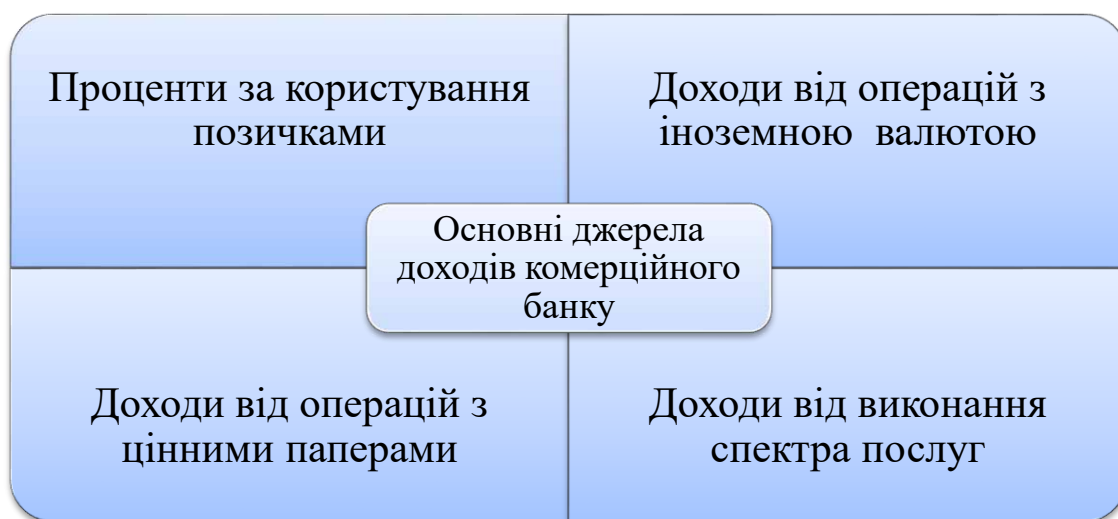 Проценти за користування
позичками
Доходи від операцій з
іноземною валютою
Основні джерела
доходів комерційного
банку
Доходи від операцій з
цінними паперами
Доходи від виконання
спектра послуг